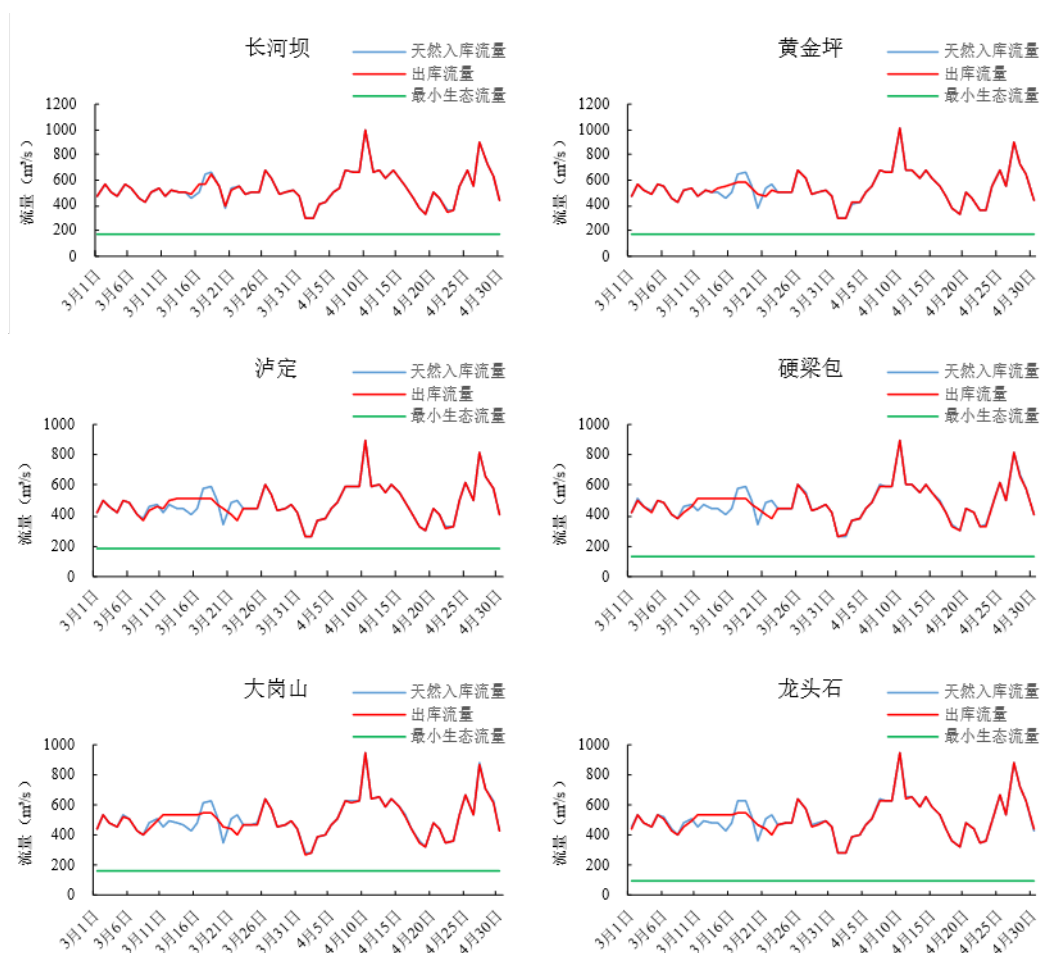 长河坝
天然入库流量
出库流量
最小生态流量
流量（m³/s）
1200
1000
800
600
400
200
0
3月1日
3月6日
3月11日
3月16日
3月21日
3月26日
3月31日
4月5日
4月10日
4月15日
4月20日
4月25日
4月30日
黄金坪
天然入库流量
出库流量
最小生态流量
流量（m³/s）
1200
1000
800
600
400
200
0
3月1日
3月6日
3月11日
3月16日
3月21日
3月26日
3月31日
4月5日
4月10日
4月15日
4月20日
4月25日
4月30日
泸定
天然入库流量
出库流量
最小生态流量
流量（m³/s）
1000
800
600
400
200
0
3月1日
3月6日
3月11日
3月16日
3月21日
3月26日
3月31日
4月5日
4月10日
4月15日
4月20日
4月25日
4月30日
硬梁包
天然入库流量
出库流量
最小生态流量
流量（m³/s）
1000
800
600
400
200
0
3月1日
3月6日
3月11日
3月16日
3月21日
3月26日
3月31日
4月5日
4月10日
4月15日
4月20日
4月25日
4月30日
大岗山
天然入库流量
出库流量
最小生态流量
流量（m³/s）
1000
800
600
400
200
0
3月1日
3月6日
3月11日
3月16日
3月21日
3月26日
3月31日
4月5日
4月10日
4月15日
4月20日
4月25日
4月30日
龙头石
天然入库流量
出库流量
最小生态流量
流量（m³/s）
1000
800
600
400
200
0
3月1日
3月6日
3月11日
3月16日
3月21日
3月26日
3月31日
4月5日
4月10日
4月15日
4月20日
4月25日
4月30日